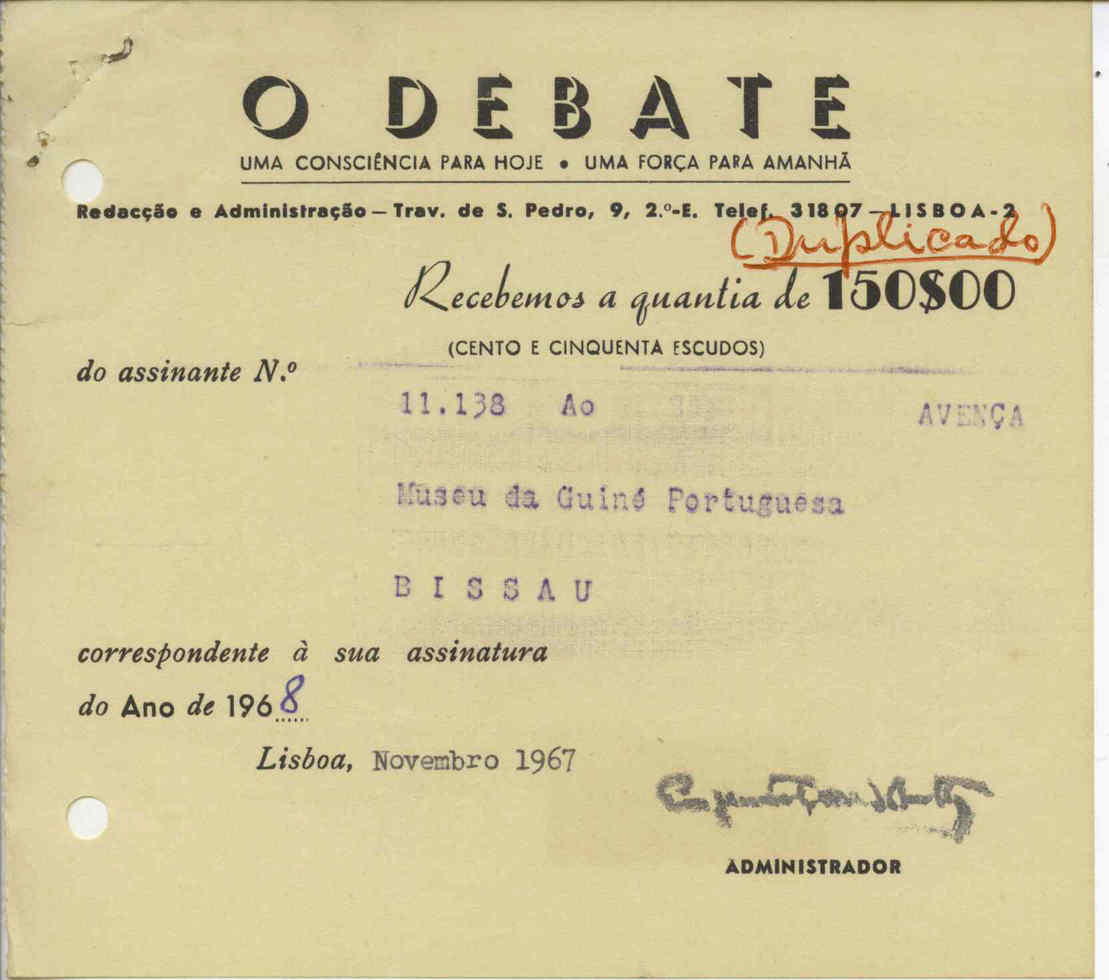 O DEBATE
UMA CONSCIÊNCIA PARA HOJE • UMA FORÇA PARA AMANHÃ
Redacção e Administração — Trav. de S. Pedro, 9, 2.º-E. Telef. 31807 — LISBOA-2
(Duplicado)
Recebemos a quantia de 150$00
(CENTO E CINQUENTA ESCUDOS)
do assinante N.º
11.138 Ao AVENÇA
Museu da Guiné Portuguesa
BISSAU
correspondente à sua assinatura
do Ano de 1968
Lisboa, Novembro 1967
ADMINISTRADOR